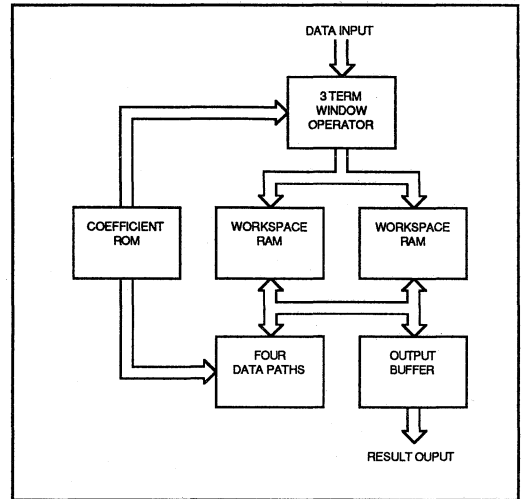 DATA INPUT
3 TERM
WINDOW
OPERATOR
COEFFICIENT
ROM
WORKSPACE
RAM
WORKSPACE
RAM
FOUR
DATA PATHS
OUTPUT
BUFFER
RESULT OUPUT